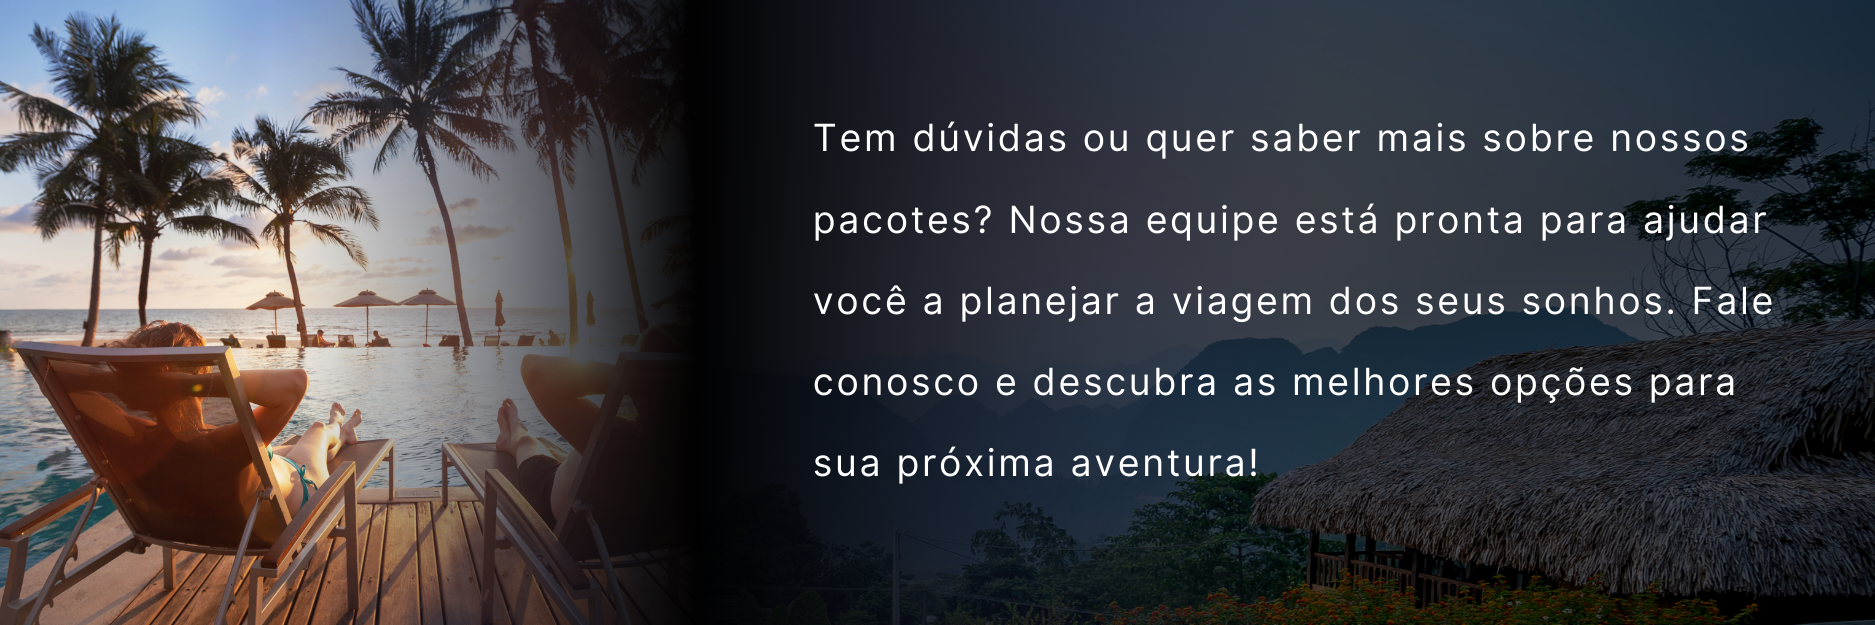 Tem dúvidas ou quer saber mais sobre nossos
pacotes? Nossa equipe está pronta para ajudar
você a planejar a viagem dos seus sonhos. Fale
conosco e descubra as melhores opções para
sua próxima aventura!